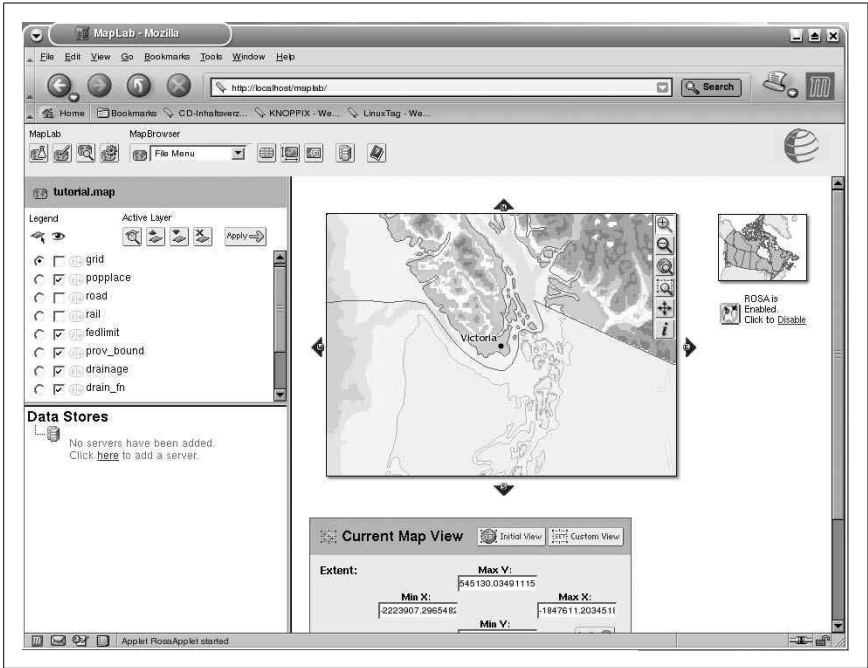 MapLab - Mozilla
File Edit View Go Bookmarks Tools Window Help
http://localhost/maplab/
Search
Home Bookmarks CD-Inhaltsverz... KNOPPIX - We... LinuxTag - We...
MapLab MapBrowser
File Menu
tutorial.map
Legend Active Layer
Apply
grid
popplace
road
rail
fedlimit
prov_bound
drainage
drain_fn
Data Stores
No servers have been added.
Click here to add a server.
N
Victoria
i
E
S
ROSA is
Enabled.
Click to Disable
Current Map View Initial View SET Custom View
Extent:
Max Y:
545130.03491115
Min X: Max X:
-2223907.2965482 -1847611.2034518
Min Y:
Applet RosaApplet started